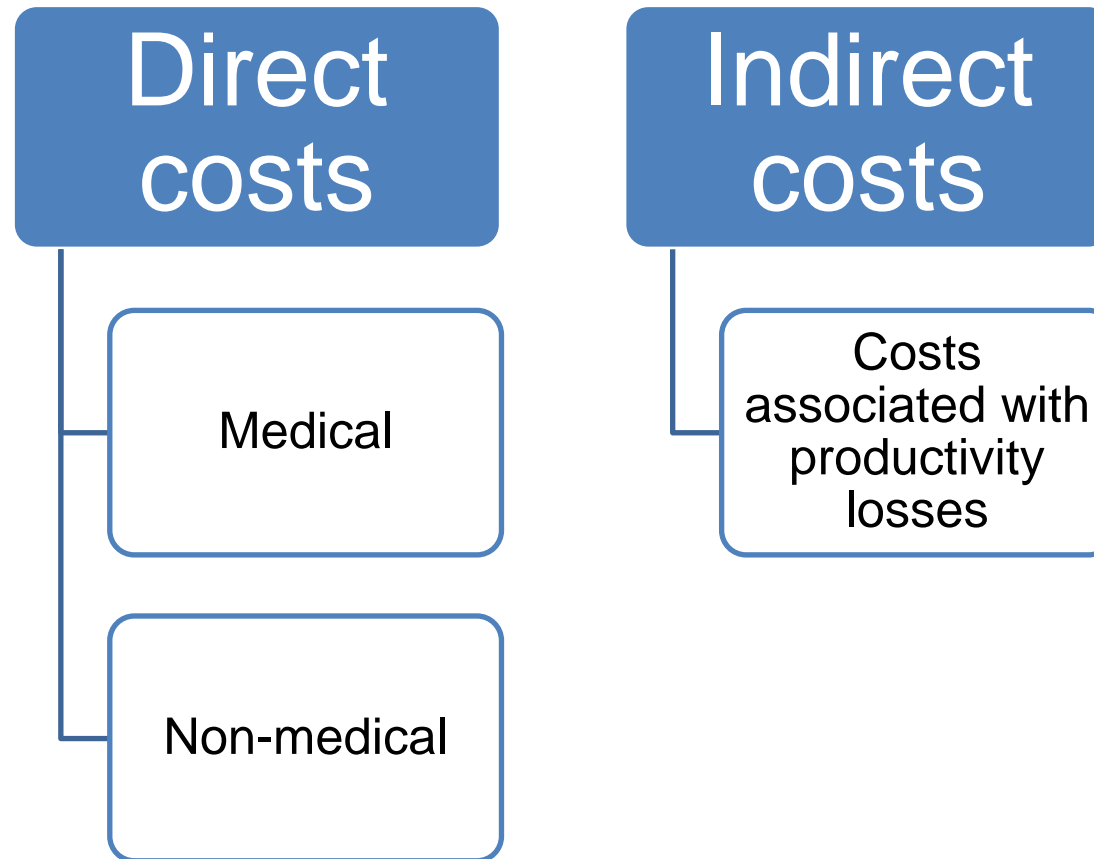 Direct
costs
Medical
Non-medical
Indirect
costs
Costs
associated with
productivity
losses